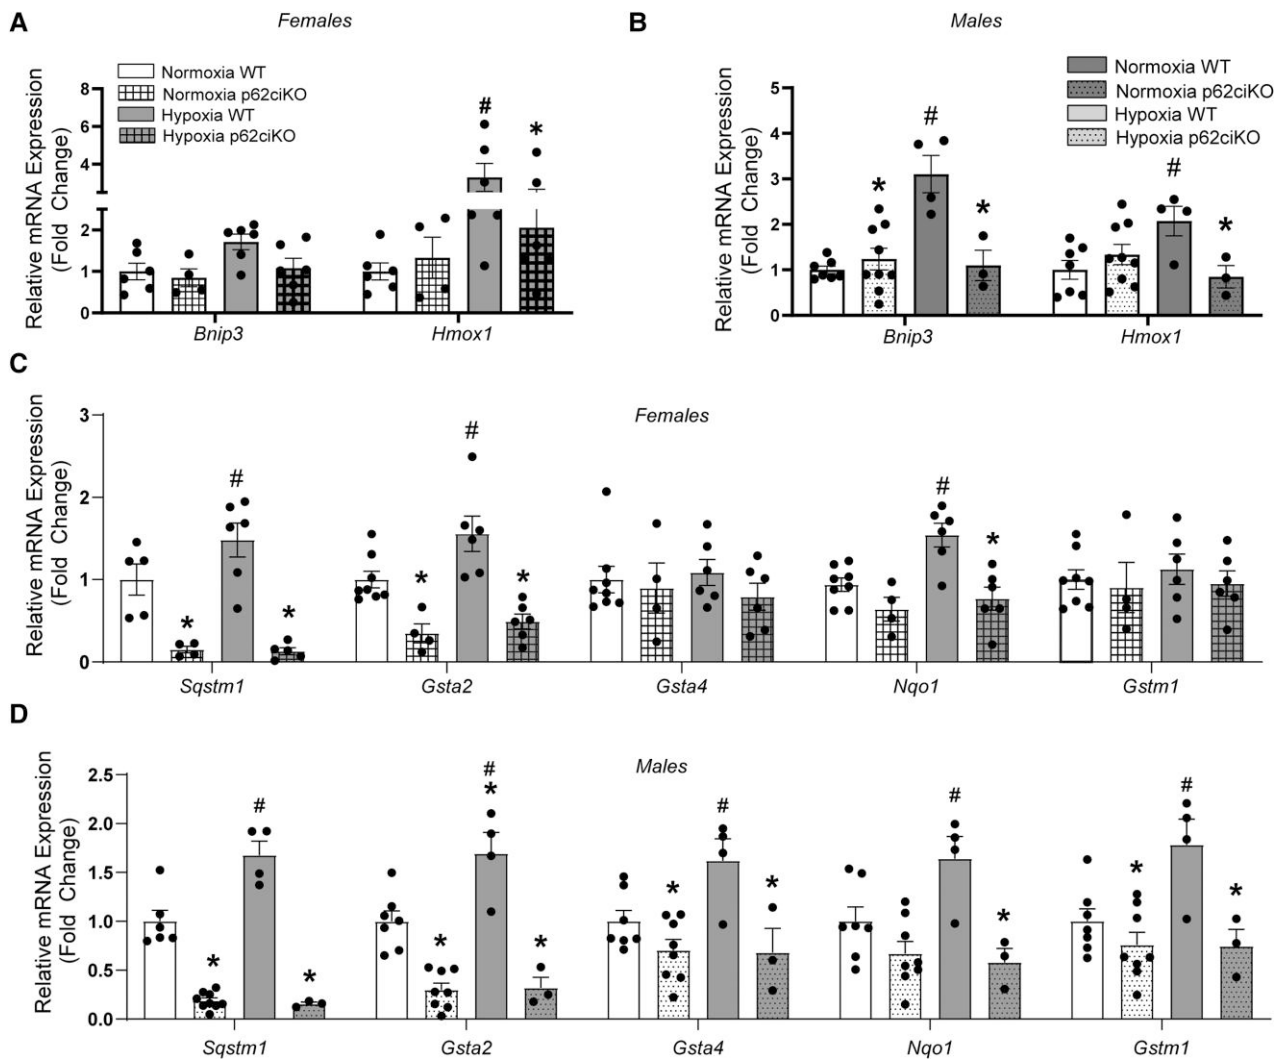 A
Females
Normoxia WT
Normoxia p62ciKO
Hypoxia WT
Hypoxia p62ciKO
Relative mRNA Expression
(Fold Change)
8
6
4
2
1
0
#
*
Bnip3
Hmox1
B
Males
Normoxia WT
Normoxia p62ciKO
Hypoxia WT
Hypoxia p62ciKO
Relative mRNA Expression
(Fold Change)
5
4
3
2
1
0
*
#
*
#
*
Bnip3
Hmox1
C
Females
Relative mRNA Expression
(Fold Change)
3
2
1
0
*
#
*
*
#
*
#
*
Sqstm1
Gsta2
Gsta4
Nqo1
Gstm1
D
Males
Relative mRNA Expression
(Fold Change)
2.5
2.0
1.5
1.0
0.5
0.0
*
#
*
*
#
*
*
*
#
*
#
*
*
#
*
Sqstm1
Gsta2
Gsta4
Nqo1
Gstm1